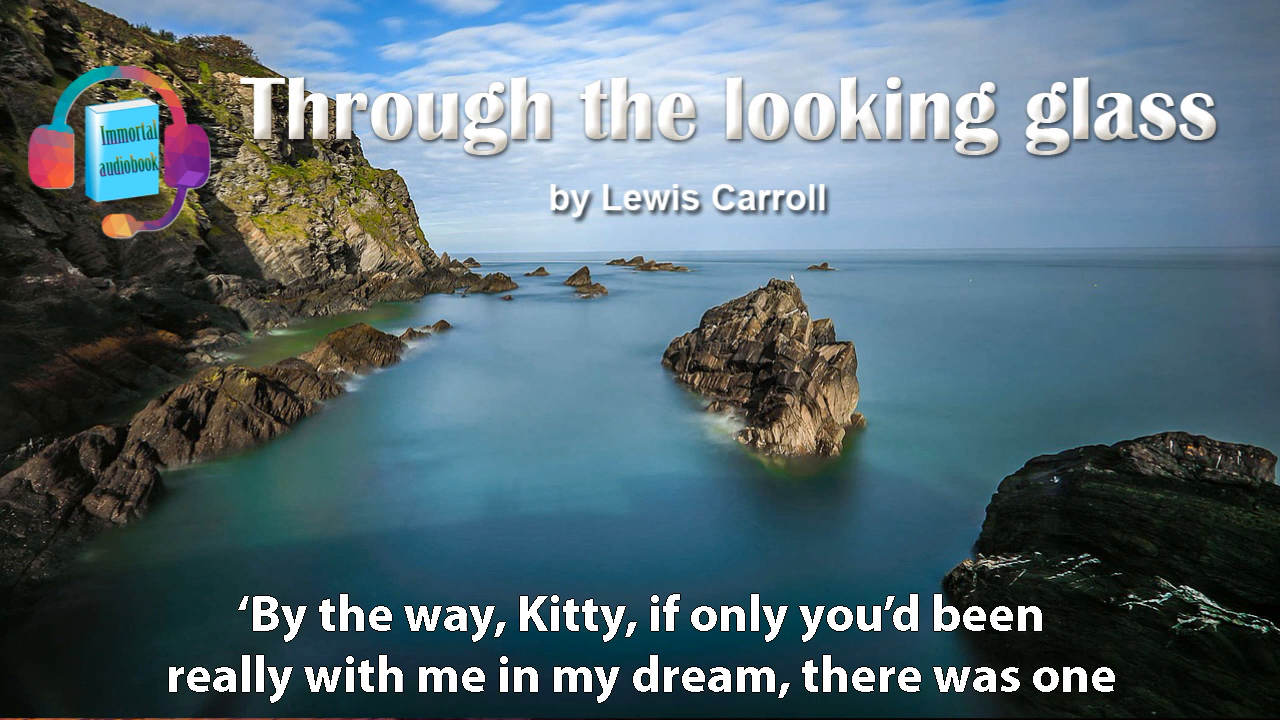 Through the looking glass
Immortal
audiobook
by Lewis Carroll
‘By the way, Kitty, if only you’d been
really with me in my dream, there was one